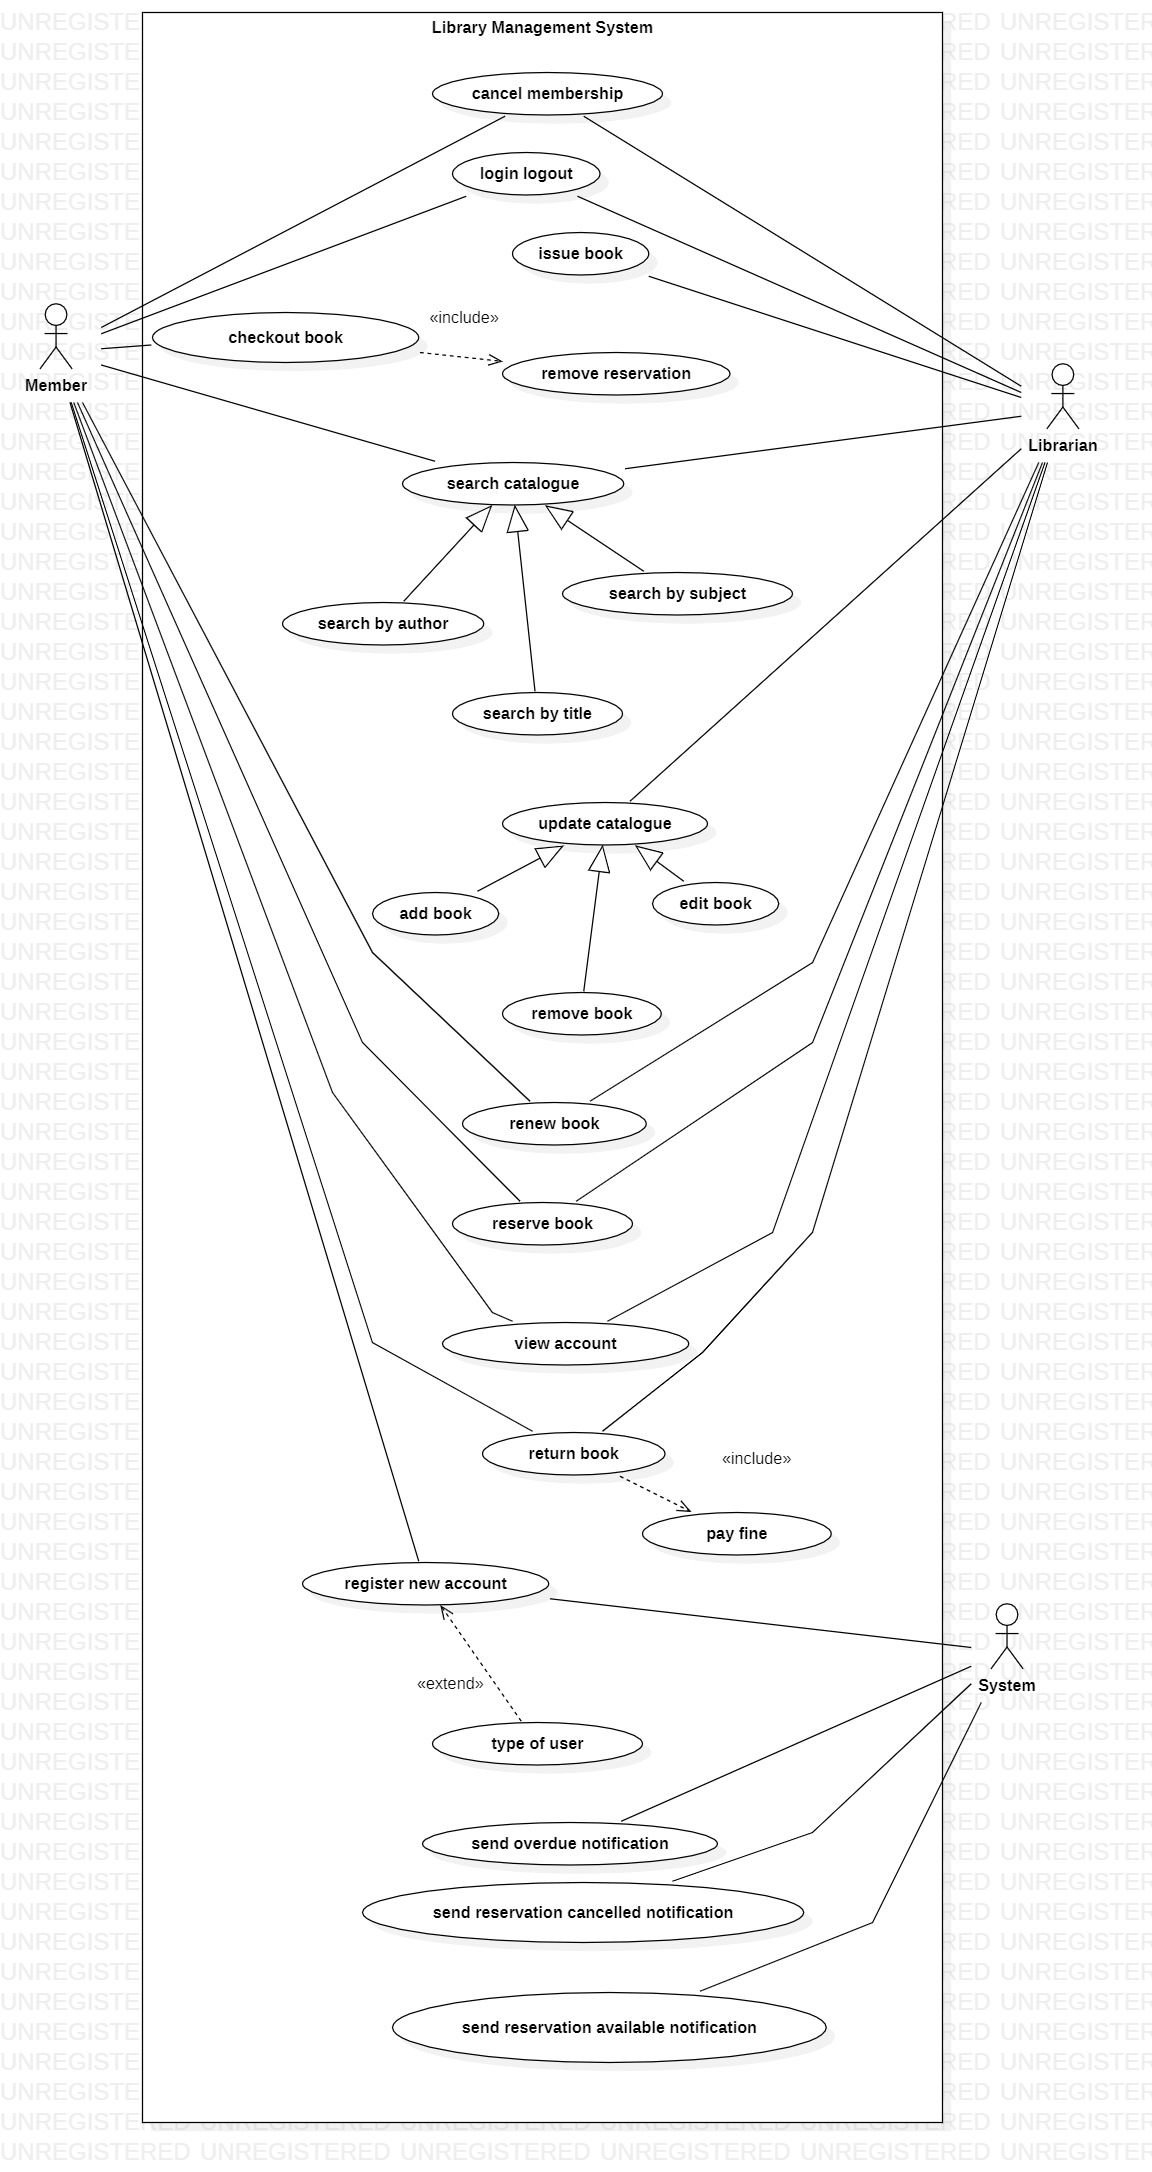 Library Management System
cancel membership
login logout
issue book
«include»
checkout book
remove reservation
Member
Librarian
search catalogue
search by subject
search by author
search by title
update catalogue
edit book
add book
remove book
renew book
reserve book
view account
return book
«include»
pay fine
register new account
«extend»
System
type of user
send overdue notification
send reservation cancelled notification
send reservation available notification
UNREGISTERED UNREGISTERED UNREGISTERED UNREGISTERED UNREGISTERED UNREGISTERED